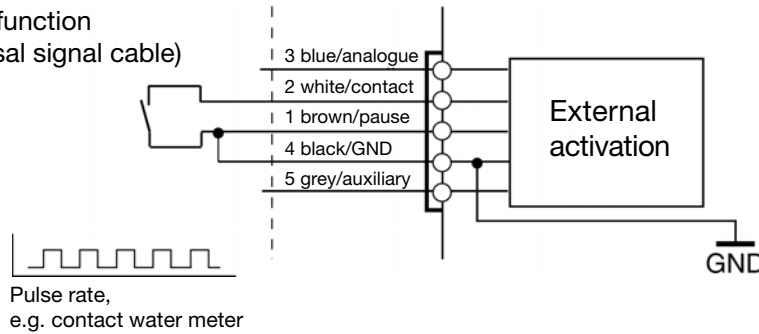 function
sal signal cable)
3 blue/analogue
2 white/contact
1 brown/pause
4 black/GND
5 grey/auxiliary
External
activation
GND
Pulse rate,
e.g. contact water meter